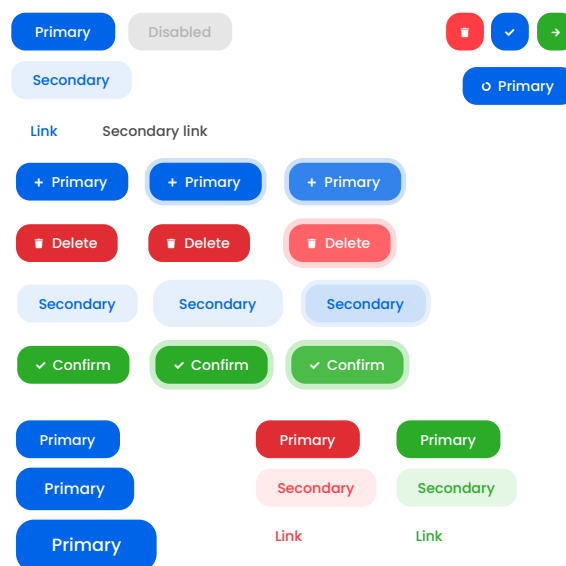 Primary Disabled
Secondary
Primary
Link Secondary link
Primary Primary Primary
Delete Delete Delete
Secondary Secondary Secondary
Confirm Confirm Confirm
Primary Primary Primary
Primary Secondary Secondary
Primary Link Link